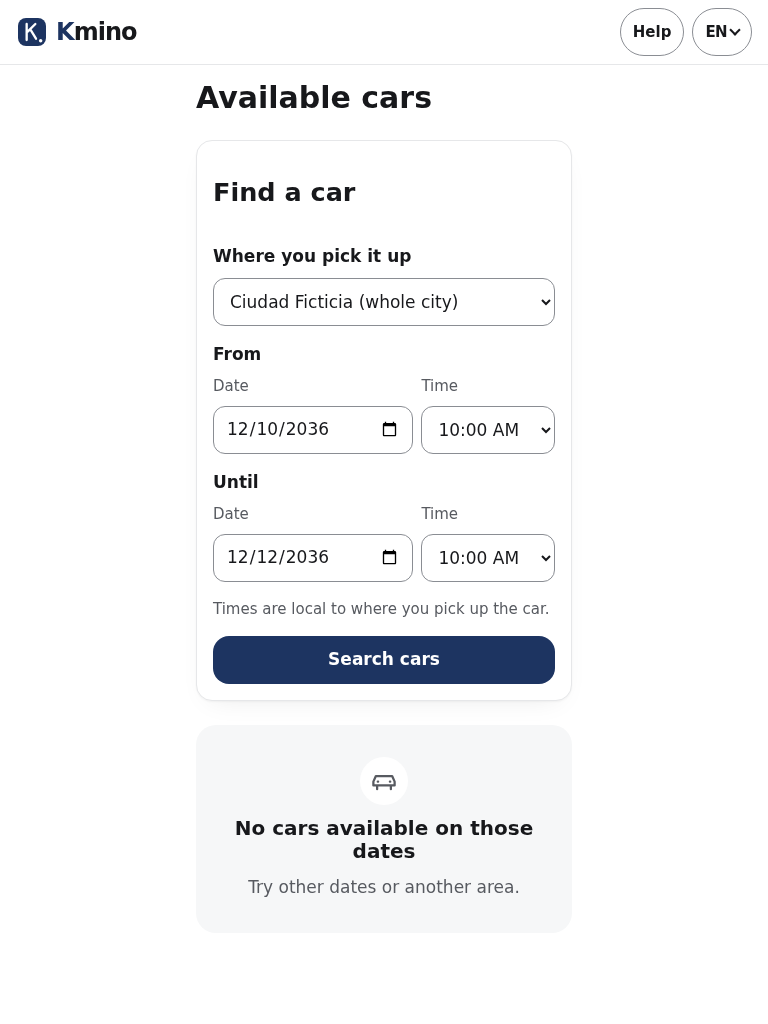 K. Kmino
Help
EN
Available cars
Find a car
Where you pick it up
Ciudad Ficticia (whole city)
From
Date Time
12/10/2036 10:00 AM
Until
Date Time
12/12/2036 10:00 AM
Times are local to where you pick up the car.
Search cars
No cars available on those
dates
Try other dates or another area.